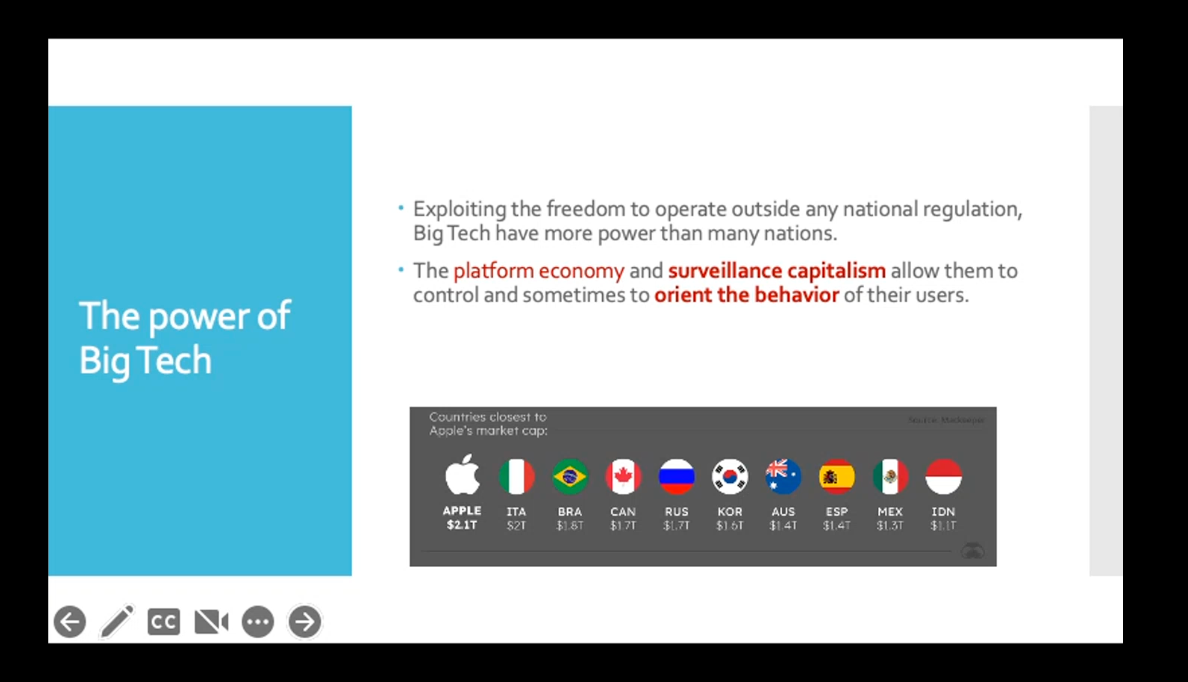 The power of
Big Tech
• Exploiting the freedom to operate outside any national regulation,
Big Tech have more power than many nations.
• The platform economy and surveillance capitalism allow them to
control and sometimes to orient the behavior of their users.
Countries closest to
Apple's market cap:
APPLE ITA BRA CAN RUS KOR AUS ESP MEX IDN
$2.1T $2T $1.8T $1.7T $1.7T $1.6T $1.4T $1.4T $1.3T $1.1T
CC